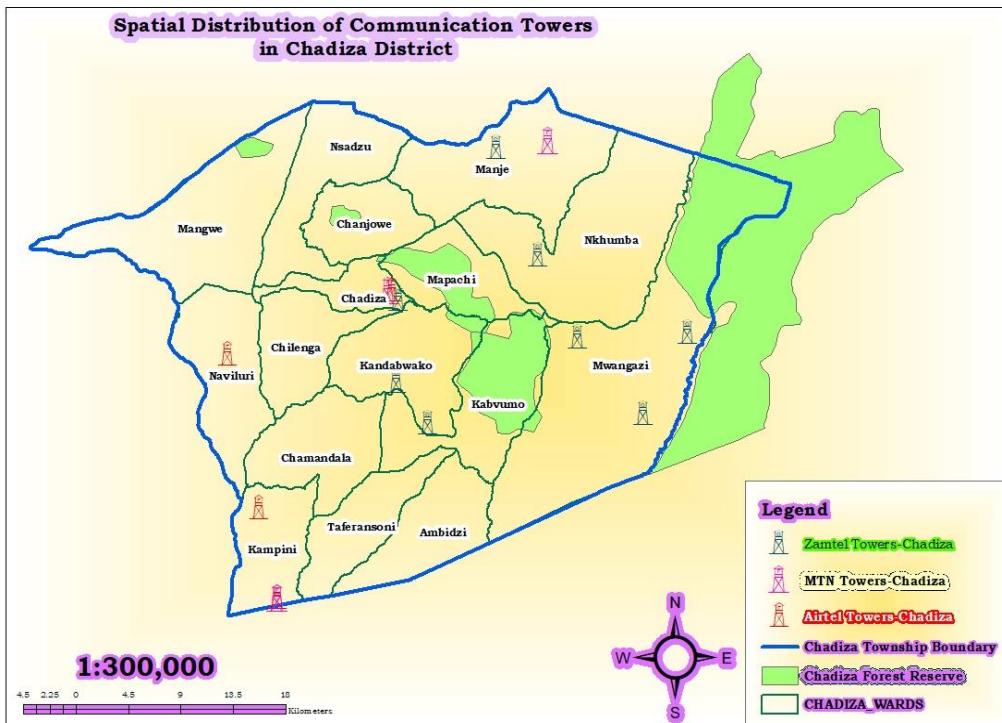 Spatial Distribution of Communication Towers
in Chadiza District
Nsadzu
Manje
Mangwe
Chanjowe
Nkhumba
Mapachi
Chadiza
Chilenga
Naviluri
Kandabwako
Mwangazi
Kabvumo
Chamandala
Taferansoni
Ambidzi
Kampini
Legend
Zamtel Towers-Chadiza
MTN Towers-Chadiza
Airtel Towers-Chadiza
Chadiza Township Boundary
Chadiza Forest Reserve
CHADIZA_WARDS
N
W E
S
1:300,000
4.5 2.25 0 4.5 9 13.5 18
Kilometers